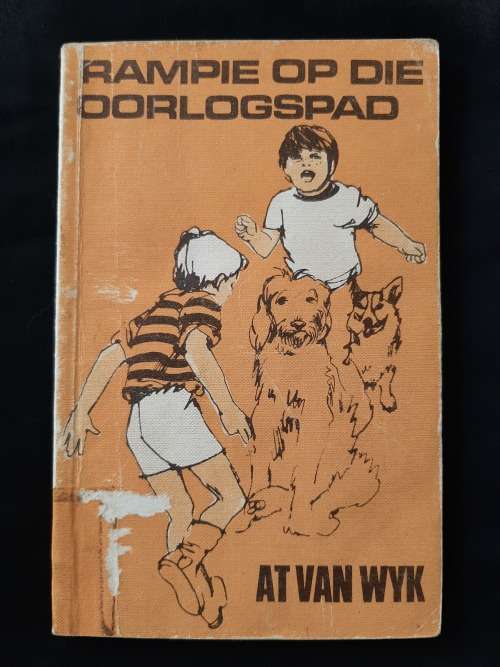 RAMPIE OP DIE
OORLOGSPAD
AT VAN WYK